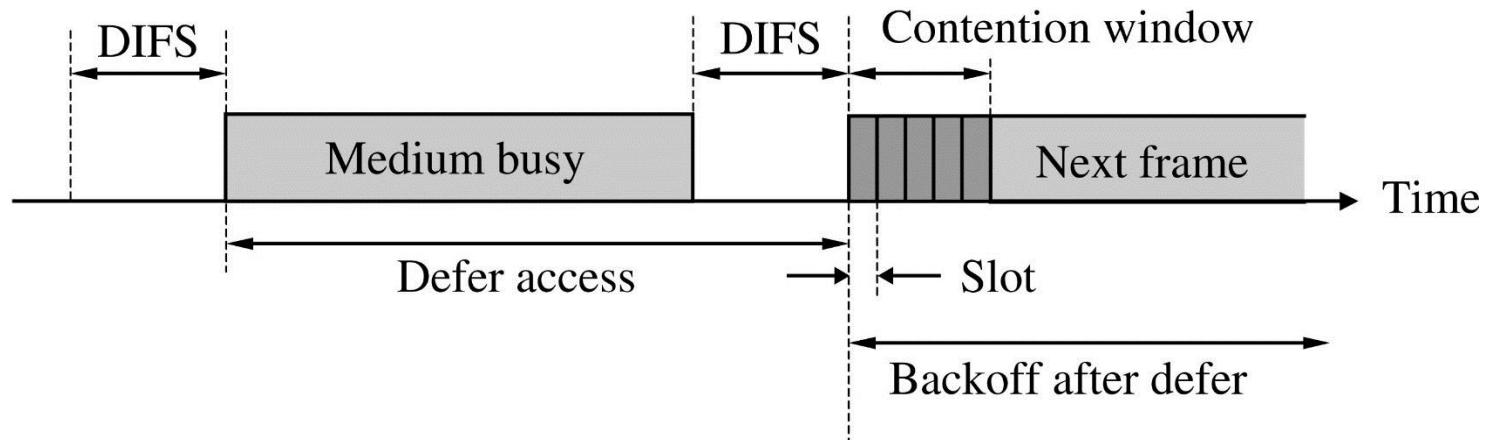 DIFS
DIFS
Contention window
Medium busy
Next frame
Time
Defer access
Slot
Backoff after defer